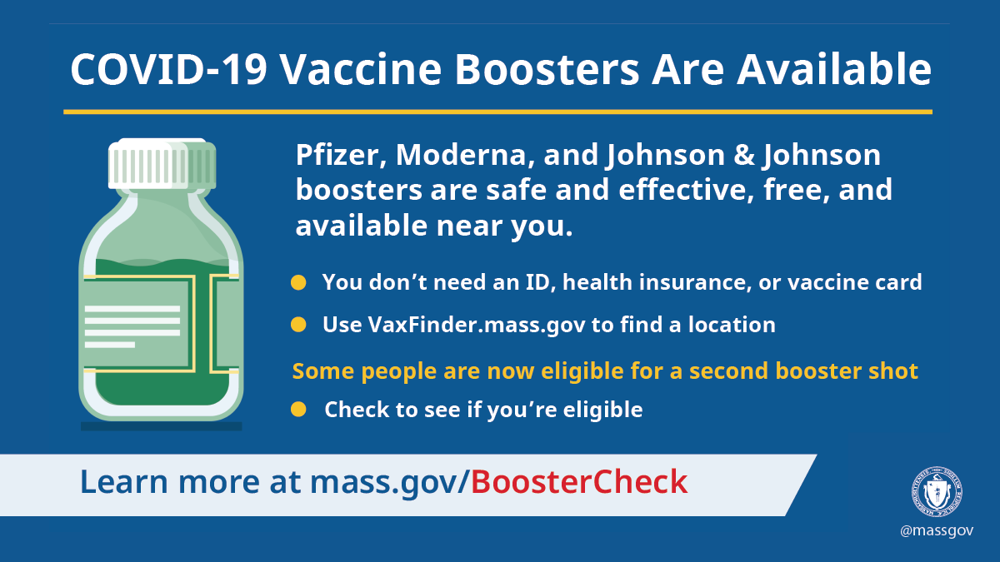 COVID-19 Vaccine Boosters Are Available
Pfizer, Moderna, and Johnson & Johnson
boosters are safe and effective, free, and
available near you.
You don’t need an ID, health insurance, or vaccine card
Use VaxFinder.mass.gov to find a location
Some people are now eligible for a second booster shot
Check to see if you’re eligible
Learn more at mass.gov/BoosterCheck
@massgov